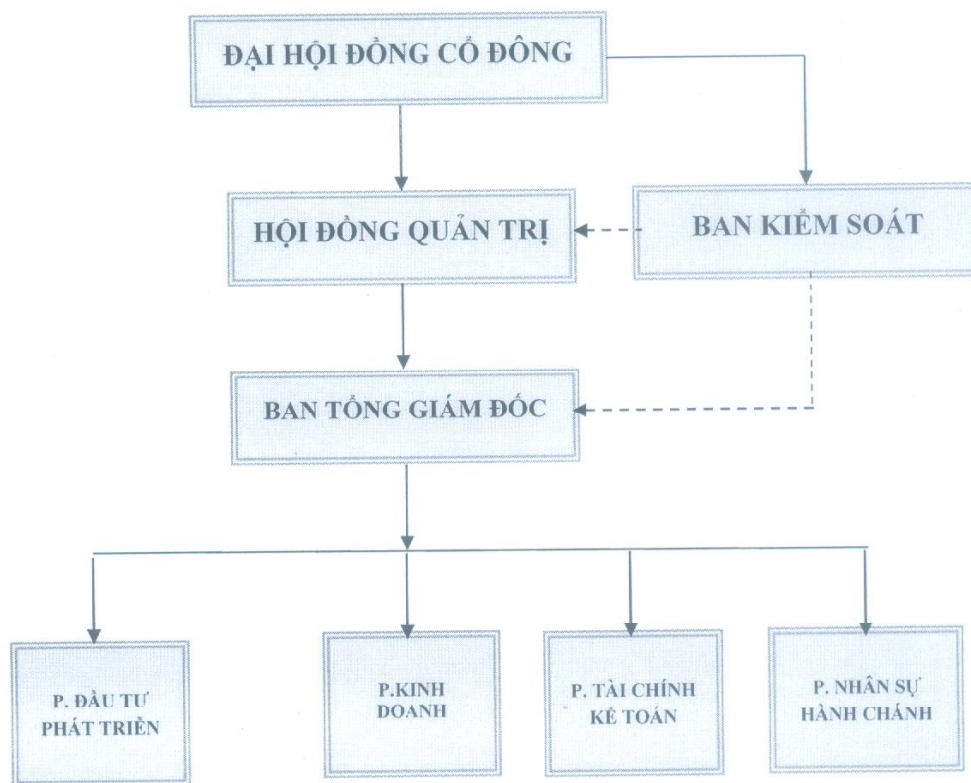 ĐẠI HỘI ĐỒNG CỔ ĐÔNG
HỘI ĐỒNG QUẢN TRỊ
BAN KIỂM SOÁT
BAN TỔNG GIÁM ĐỐC
P. ĐẦU TƯ
PHÁT TRIỂN
P.KINH
DOANH
P. TÀI CHÍNH
KẾ TOÁN
P. NHÂN SỰ
HÀNH CHÁNH